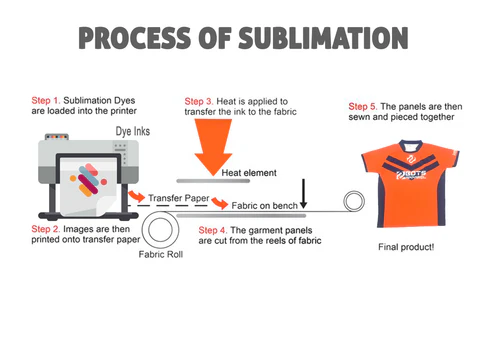 PROCESS OF SUBLIMATION
Step 1. Sublimation Dyes
are loaded into the printer
Dye Inks
Step 2. Images are then
printed onto transfer paper
Step 3. Heat is applied to
transfer the ink to the fabric
Heat element
Transfer Paper
Fabric on bench
Fabric Roll
Step 4. The garment panels
are cut from the reels of fabric
Step 5. The panels are then
sewn and pieced together
Final product!